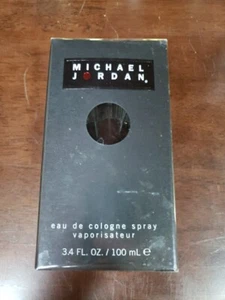 MICHAEL
JORDAN
eau de cologne spray
vaporisateur
3.4 FL. OZ. / 100 mL ℮